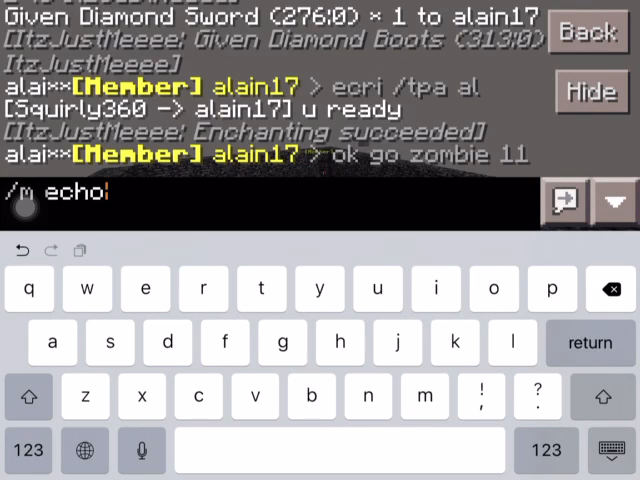 Given Diamond Sword (276:0) × 1 to alain17
[ItzJustMeeee: Given Diamond Boots (313:0)
ItzJustMeeee]
alai××[Member] alain17 > ecri /tpa al
[Squirly360 -> alain17] u ready
[ItzJustMeeee: Enchanting succeeded]
alai××[Member] alain17 > ok go zombie 11
Back
Hide
/m echo
q w e r t y u i o p
a s d f g h j k l return
z x c v b n m ! , ? .
123 123